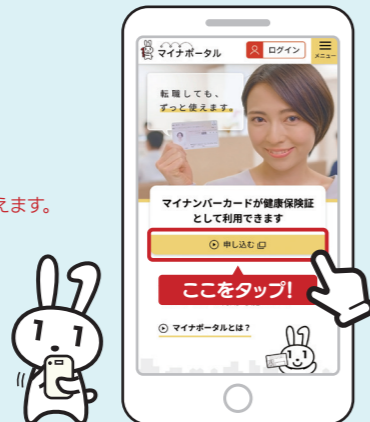 マイナポータル
ログイン
メニュー
転職しても、
ずっと使えます。
えます。
マイナンバーカードが健康保険証
として利用できます
申し込む
ここをタップ!
マイナポータルとは?